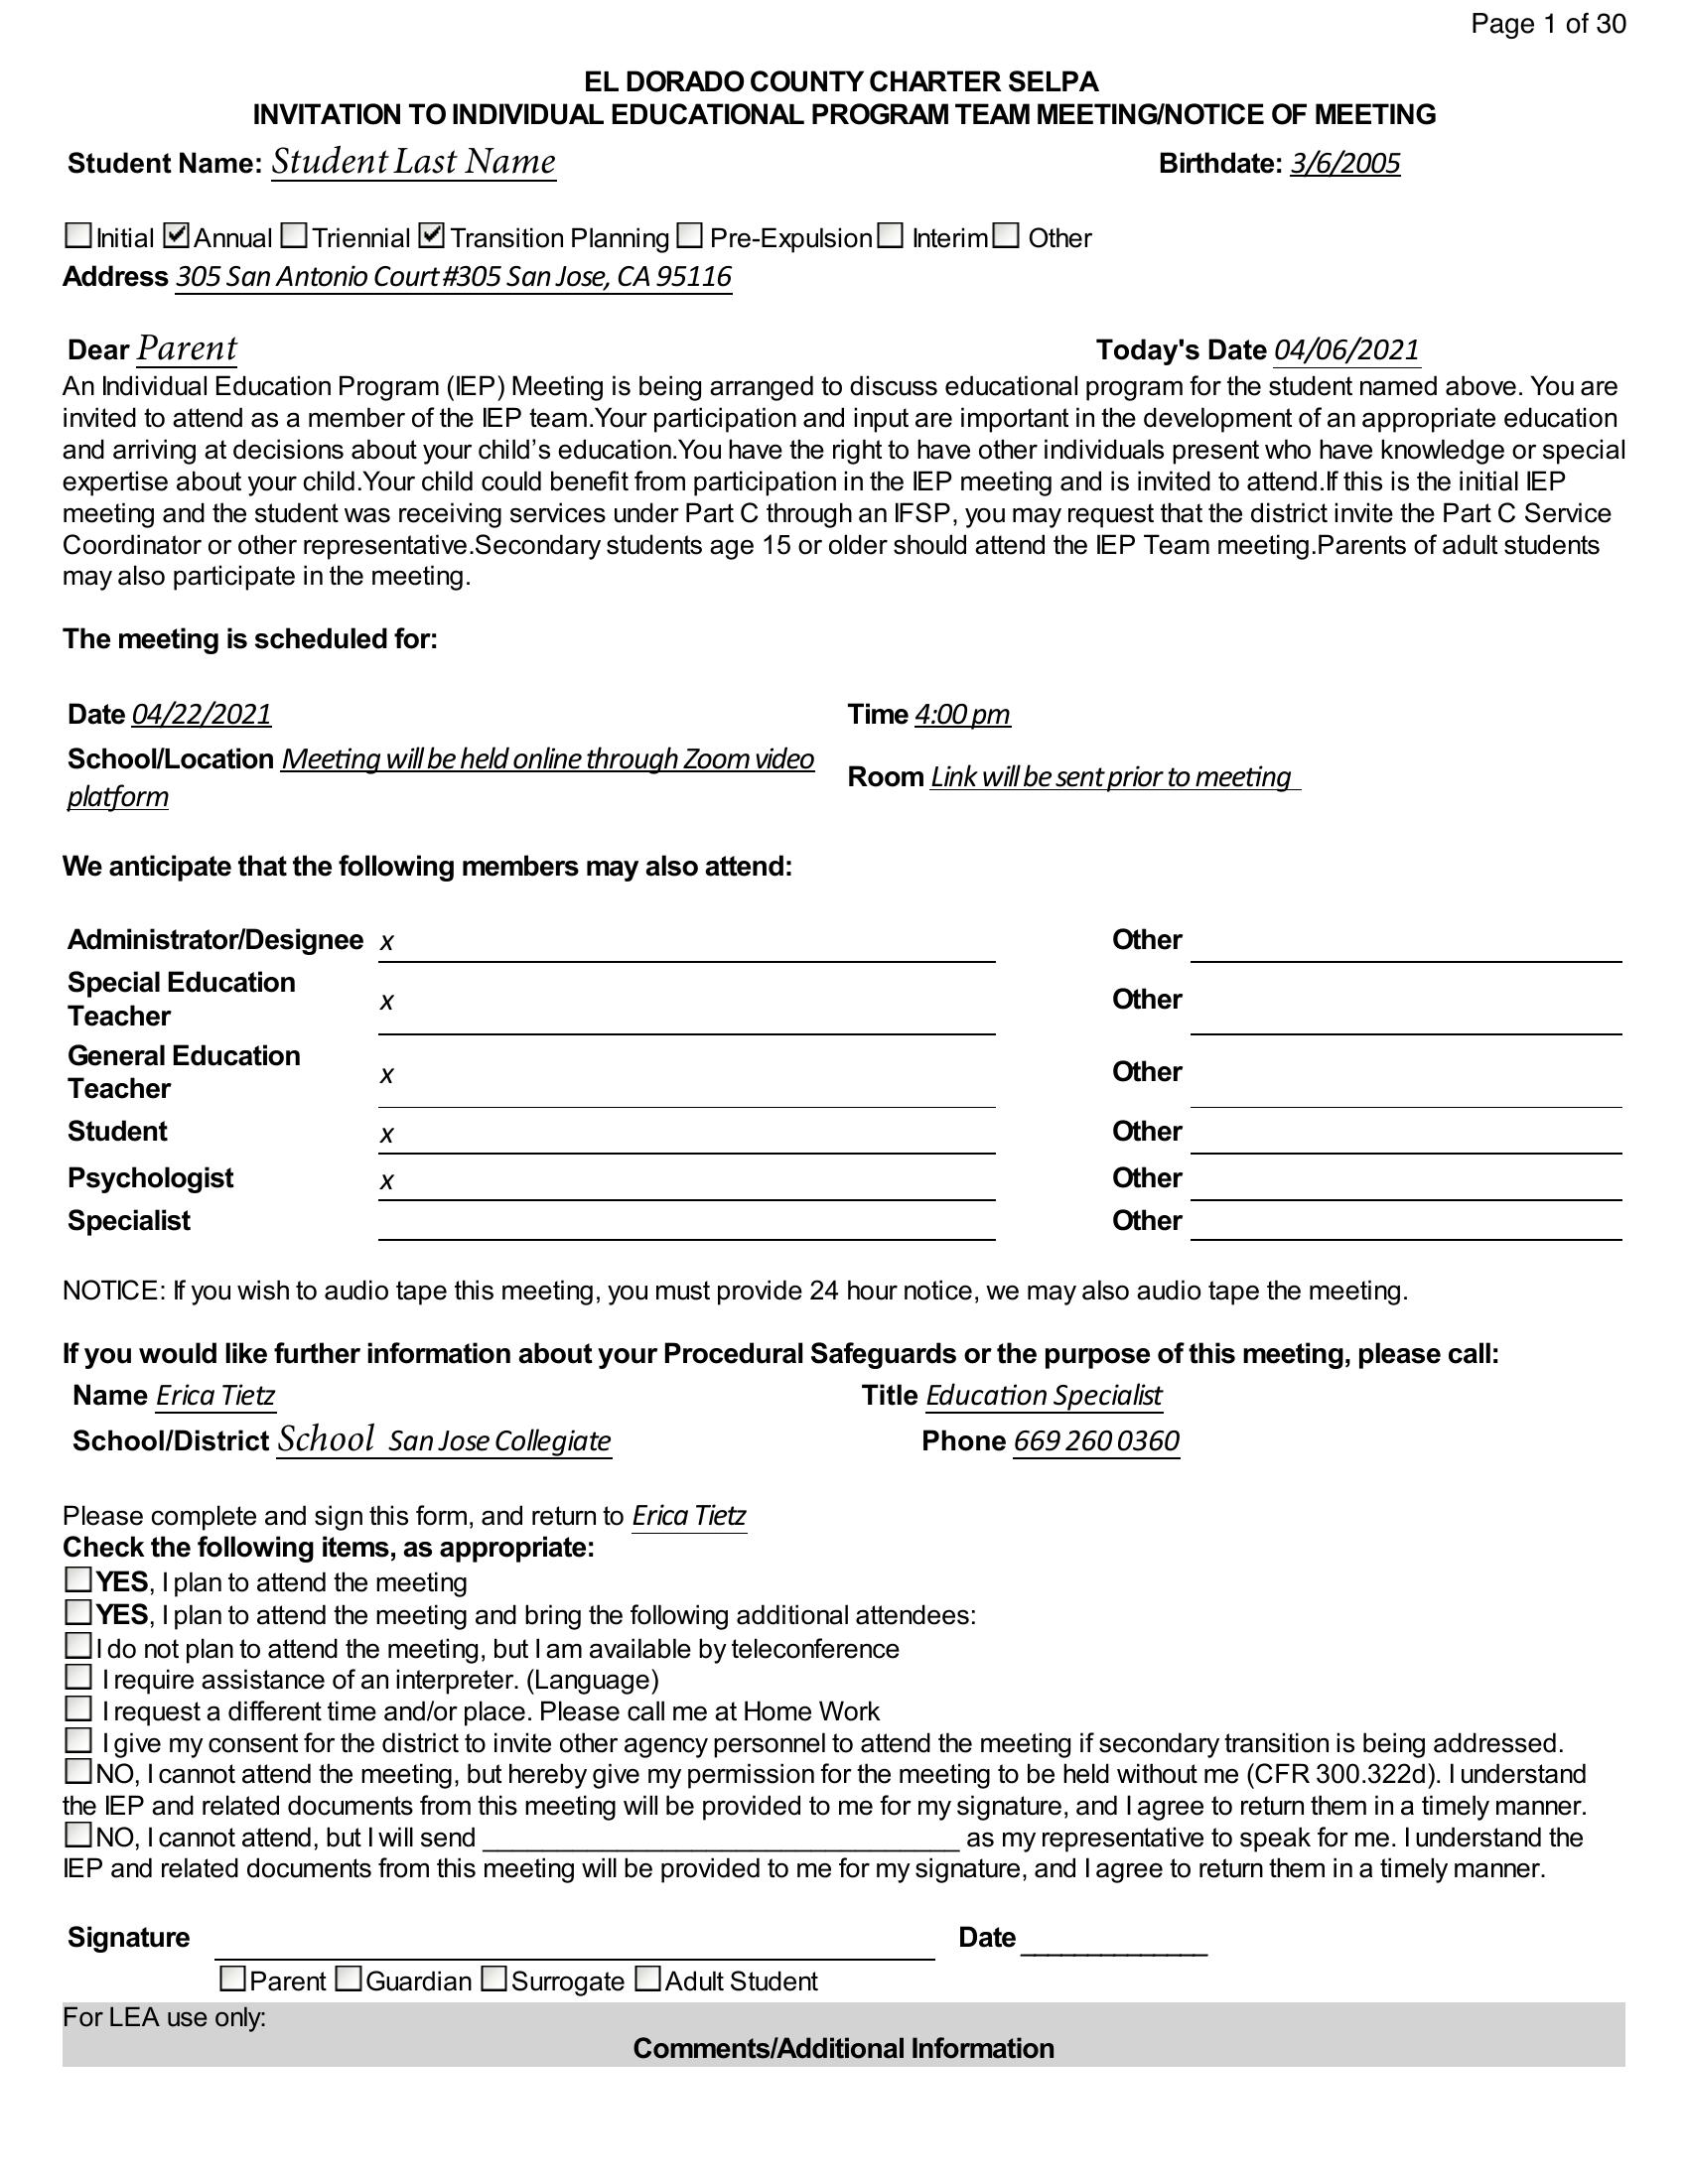 Page 1 of 30
EL DORADO COUNTY CHARTER SELPA
INVITATION TO INDIVIDUAL EDUCATIONAL PROGRAM TEAM MEETING/NOTICE OF MEETING
Student Name: Student Last Name Birthdate: 3/6/2005
Initial Annual Triennial Transition Planning Pre-Expulsion Interim Other
Address 305 San Antonio Court #305 San Jose, CA 95116
Dear Parent Today's Date 04/06/2021
An Individual Education Program (IEP) Meeting is being arranged to discuss educational program for the student named above. You are
invited to attend as a member of the IEP team.Your participation and input are important in the development of an appropriate education
and arriving at decisions about your child's education.You have the right to have other individuals present who have knowledge or special
expertise about your child.Your child could benefit from participation in the IEP meeting and is invited to attend.If this is the initial IEP
meeting and the student was receiving services under Part C through an IFSP, you may request that the district invite the Part C Service
Coordinator or other representative.Secondary students age 15 or older should attend the IEP Team meeting.Parents of adult students
may also participate in the meeting.
The meeting is scheduled for:
Date 04/22/2021 Time 4:00 pm
School/Location Meeting will be held online through Zoom video
platform
Room Link will be sent prior to meeting
We anticipate that the following members may also attend:
Administrator/Designee x Other
Special Education
Teacher x Other
General Education
Teacher x Other
Student x Other
Psychologist x Other
Specialist Other
NOTICE: If you wish to audio tape this meeting, you must provide 24 hour notice, we may also audio tape the meeting.
If you would like further information about your Procedural Safeguards or the purpose of this meeting, please call:
Name Erica Tietz Title Education Specialist
School/District School San Jose Collegiate Phone 669 260 0360
Please complete and sign this form, and return to Erica Tietz
Check the following items, as appropriate:
YES, I plan to attend the meeting
YES, I plan to attend the meeting and bring the following additional attendees:
I do not plan to attend the meeting, but I am available by teleconference
I require assistance of an interpreter. (Language)
I request a different time and/or place. Please call me at Home Work
I give my consent for the district to invite other agency personnel to attend the meeting if secondary transition is being addressed.
NO, I cannot attend the meeting, but hereby give my permission for the meeting to be held without me (CFR 300.322d). I understand
the IEP and related documents from this meeting will be provided to me for my signature, and I agree to return them in a timely manner.
NO, I cannot attend, but I will send __________________________________ as my representative to speak for me. I understand the
IEP and related documents from this meeting will be provided to me for my signature, and I agree to return them in a timely manner.
Signature Date
Parent Guardian Surrogate Adult Student
For LEA use only:
Comments/Additional Information